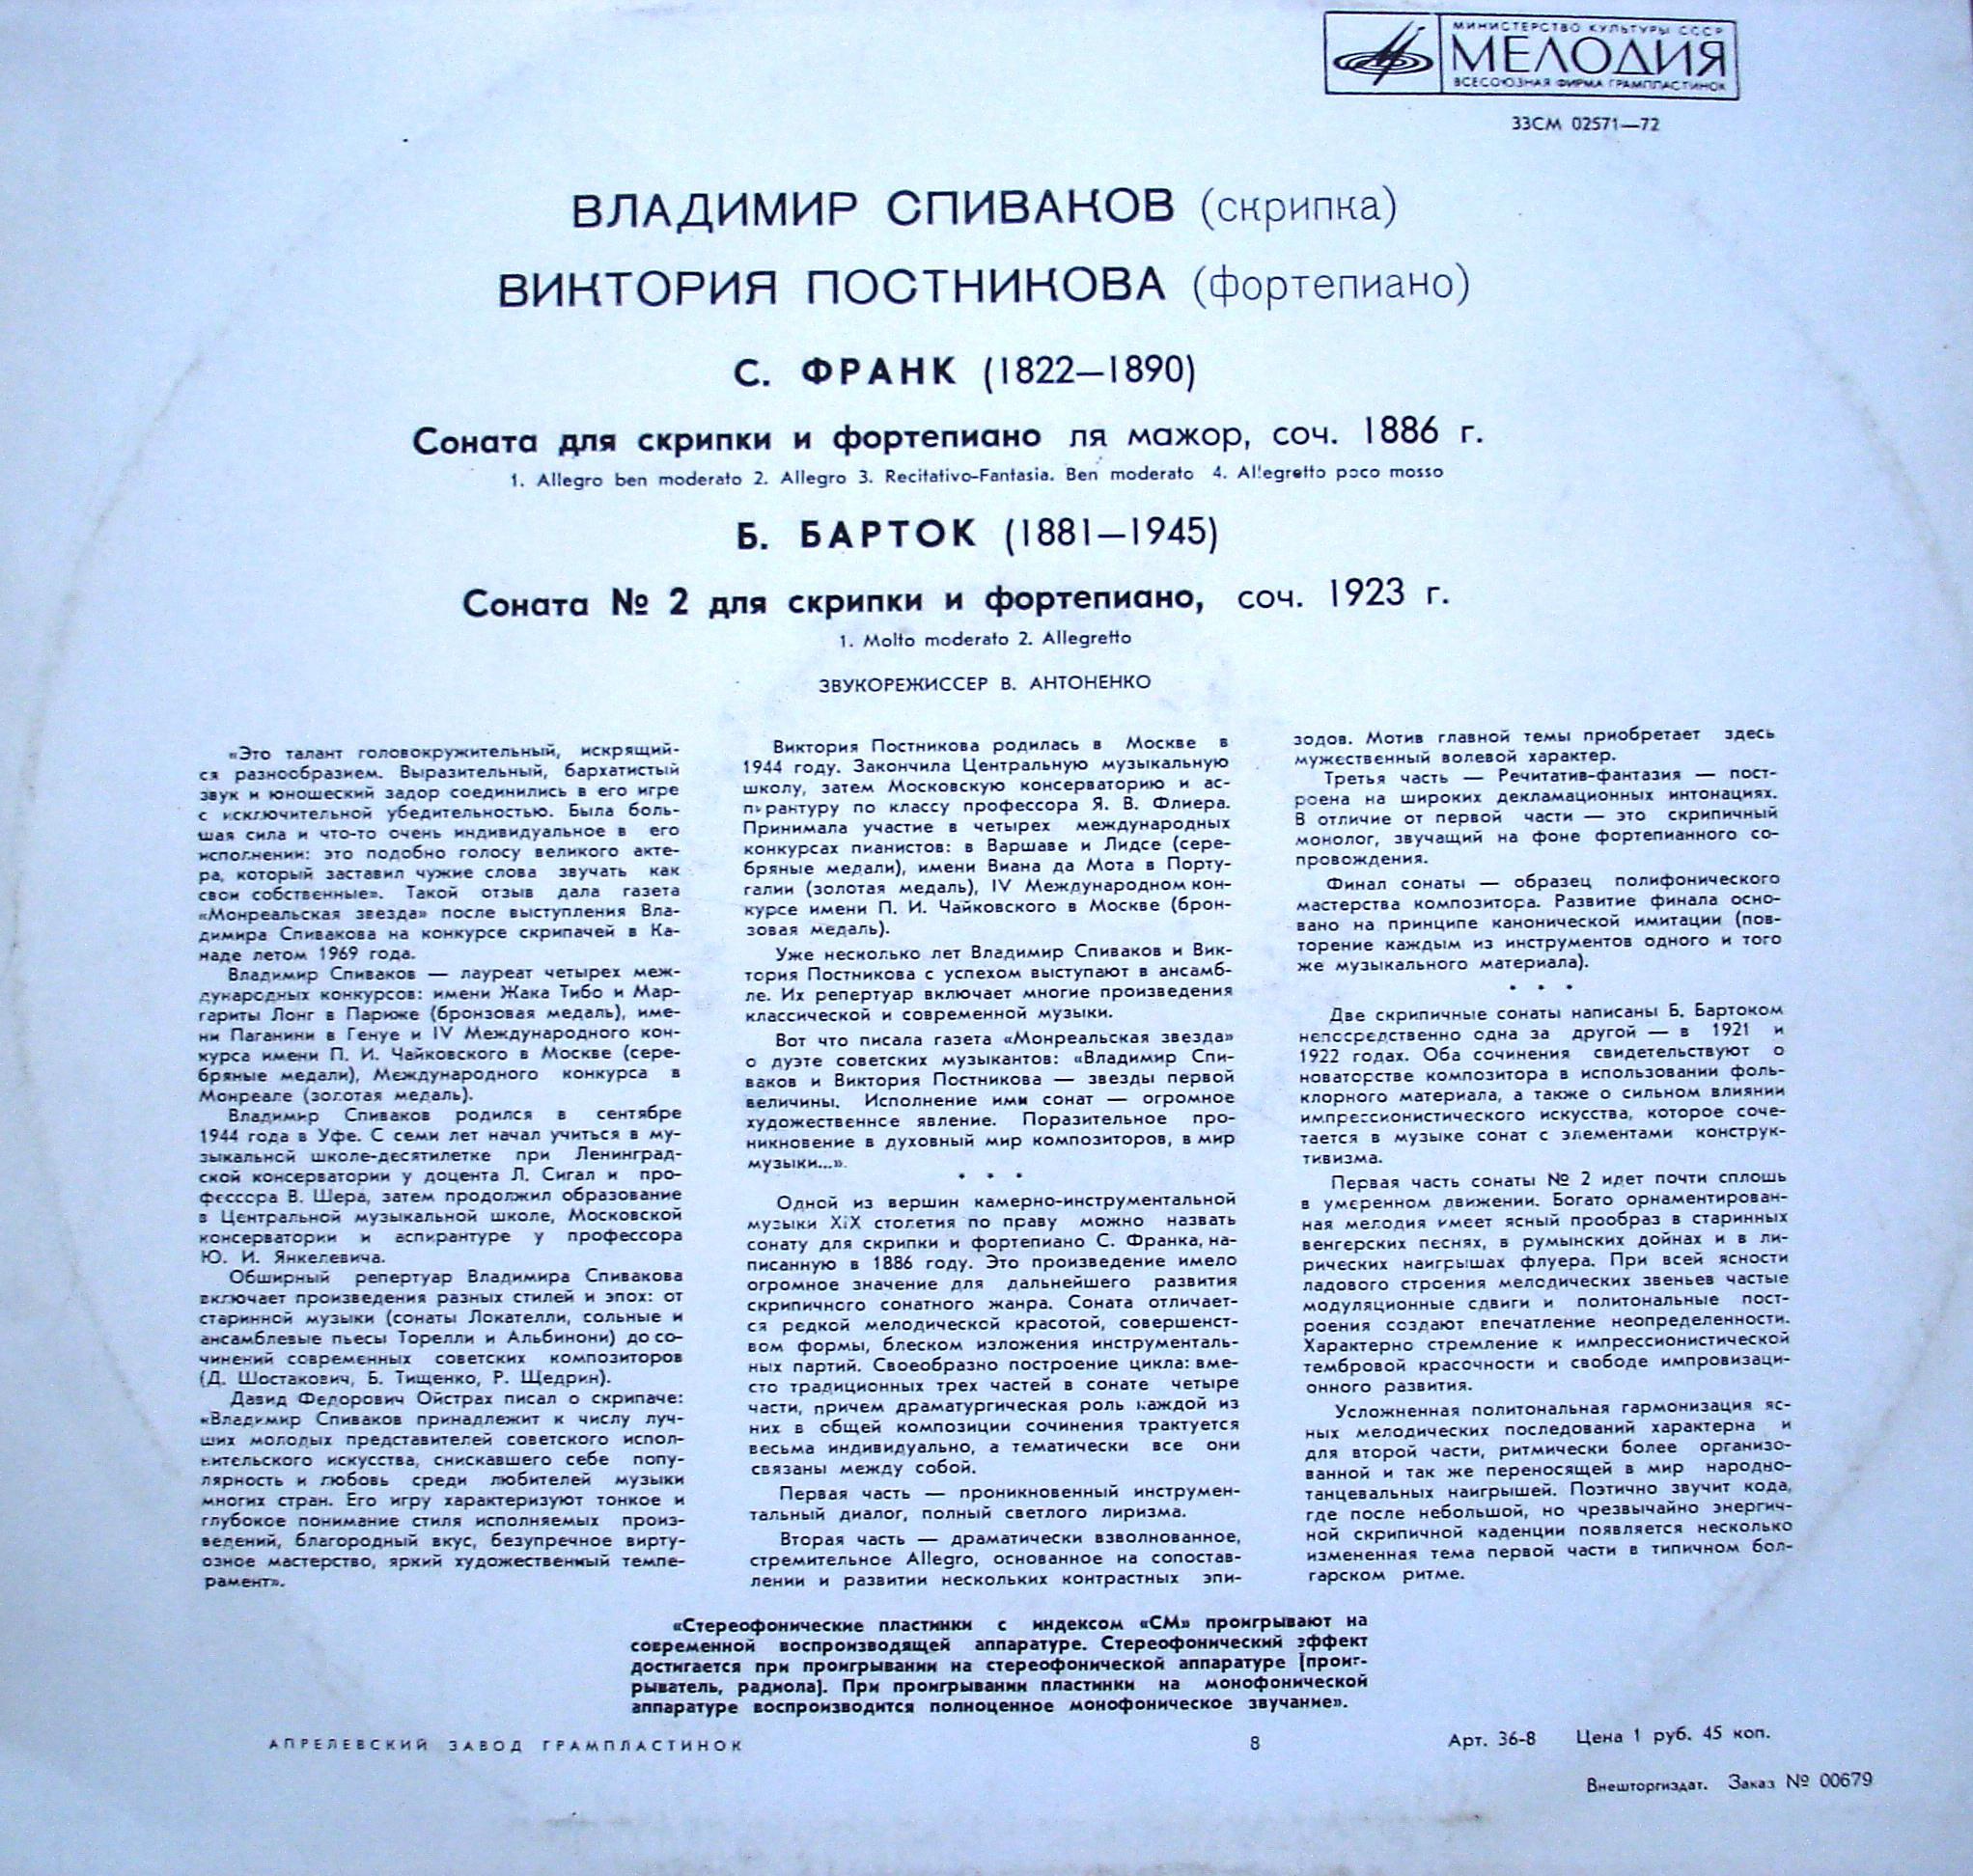 МИНИСТЕРСТВО КУЛЬТУРЫ СССР
МЕЛОДИЯ
ВСЕСОЮЗНАЯ ФИРМА ГРАМПЛАСТИНОК
33СМ 02571—72
ВЛАДИМИР СПИВАКОВ (скрипка)
ВИКТОРИЯ ПОСТНИКОВА (фортепиано)
С. ФРАНК (1822—1890)
Соната для скрипки и фортепиано ля мажор, соч. 1886 г.
1. Allegro ben moderato 2. Allegro 3. Recitativo-Fantasia. Ben moderato 4. Allegretto poco mosso
Б. БАРТОК (1881—1945)
Соната № 2 для скрипки и фортепиано, соч. 1923 г.
1. Molto moderato 2. Allegretto
ЗВУКОРЕЖИССЕР В. АНТОНЕНКО
«Это талант головокружительный, искрящий-
ся разнообразием. Выразительный, бархатистый
звук и юношеский задор соединились в его игре
с исключительной убедительностью. Была боль-
шая сила и что-то очень индивидуальное в его
исполнении: это подобно голосу великого акте-
ра, который заставил чужие слова звучать как
свои собственные». Такой отзыв дала газета
«Монреальская звезда» после выступления Вла-
димира Спивакова на конкурсе скрипачей в Ка-
наде летом 1969 года.
Владимир Спиваков — лауреат четырех меж-
дународных конкурсов: имени Жака Тибо и Мар-
гариты Лонг в Париже (бронзовая медаль), име-
ни Паганини в Генуе и IV Международного кон-
курса имени П. И. Чайковского в Москве (сере-
бряные медали), Международного конкурса в
Монреале (золотая медаль).
Владимир Спиваков родился в сентябре
1944 года в Уфе. С семи лет начал учиться в му-
зыкальной школе-десятилетке при Ленинград-
ской консерватории у доцента Л. Сигал и про-
фессора В. Шера, затем продолжил образование
в Центральной музыкальной школе, Московской
консерватории и аспирантуре у профессора
Ю. И. Янкелевича.
Обширный репертуар Владимира Спивакова
включает произведения разных стилей и эпох: от
старинной музыки (сонаты Локателли, сольные и
ансамблевые пьесы Торелли и Альбинони) до со-
чинений современных советских композиторов
(Д. Шостакович, Б. Тищенко, Р. Щедрин).
Давид Федорович Ойстрах писал о скрипаче:
«Владимир Спиваков принадлежит к числу луч-
ших молодых представителей советского испол-
нительского искусства, снискавшего себе попу-
лярность и любовь среди любителей музыки
многих стран. Его игру характеризуют тонкое и
глубокое понимание стиля исполняемых произ-
ведений, благородный вкус, безупречное вирту-
озное мастерство, яркий художественный темпе-
рамент».
Виктория Постникова родилась в Москве в
1944 году. Закончила Центральную музыкальную
школу, затем Московскую консерваторию и ас-
пирантуру по классу профессора Я. В. Флиера.
Принимала участие в четырех международных
конкурсах пианистов: в Варшаве и Лидсе (сере-
бряные медали), имени Виана да Мота в Порту-
галии (золотая медаль), IV Международном кон-
курсе имени П. И. Чайковского в Москве (брон-
зовая медаль).
Уже несколько лет Владимир Спиваков и Вик-
тория Постникова с успехом выступают в ансамб-
ле. Их репертуар включает многие произведения
классической и современной музыки.
Вот что писала газета «Монреальская звезда»
о дуэте советских музыкантов: «Владимир Спи-
ваков и Виктория Постникова — звезды первой
величины. Исполнение ими сонат — огромное
художественное явление. Поразительное про-
никновение в духовный мир композиторов, в мир
музыки...».
• • •
Одной из вершин камерно-инструментальной
музыки XIX столетия по праву можно назвать
сонату для скрипки и фортепиано С. Франка, на-
писанную в 1886 году. Это произведение имело
огромное значение для дальнейшего развития
скрипичного сонатного жанра. Соната отличает-
ся редкой мелодической красотой, совершенст-
вом формы, блеском изложения инструменталь-
ных партий. Своеобразно построение цикла: вме-
сто традиционных трех частей в сонате четыре
части, причем драматургическая роль каждой из
них в общей композиции сочинения трактуется
весьма индивидуально, а тематически все они
связаны между собой.
Первая часть — проникновенный инструмен-
тальный диалог, полный светлого лиризма.
Вторая часть — драматически взволнованное,
стремительное Allegro, основанное на сопостав-
лении и развитии нескольких контрастных эпи-
зодов. Мотив главной темы приобретает здесь
мужественный волевой характер.
Третья часть — Речитатив-фантазия — пост-
роена на широких декламационных интонациях.
В отличие от первой части — это скрипичный
монолог, звучащий на фоне фортепианного со-
провождения.
Финал сонаты — образец полифонического
мастерства композитора. Развитие финала осно-
вано на принципе канонической имитации (пов-
торение каждым из инструментов одного и того
же музыкального материала).
• • •
Две скрипичные сонаты написаны Б. Бартоком
непосредственно одна за другой — в 1921 и
1922 годах. Оба сочинения свидетельствуют о
новаторстве композитора в использовании фоль-
клорного материала, а также о сильном влиянии
импрессионистического искусства, которое соче-
тается в музыке сонат с элементами конструк-
тивизма.
Первая часть сонаты № 2 идет почти сплошь
в умеренном движении. Богато орнаментирован-
ная мелодия имеет ясный прообраз в старинных
венгерских песнях, в румынских дойнах и в ли-
рических наигрышах флуера. При всей ясности
ладового строения мелодических звеньев частые
модуляционные сдвиги и политональные пост-
роения создают впечатление неопределенности.
Характерно стремление к импрессионистической
тембровой красочности и свободе импровизаци-
онного развития.
Усложненная политональная гармонизация яс-
ных мелодических последований характерна и
для второй части, ритмически более организо-
ванной и так же переносящей в мир народно-
танцевальных наигрышей. Поэтично звучит кода,
где после небольшой, но чрезвычайно энергич-
ной скрипичной каденции появляется несколько
измененная тема первой части в типичном бол-
гарском ритме.
«Стереофонические пластинки с индексом «СМ» проигрывают на
современной воспроизводящей аппаратуре. Стереофонический эффект
достигается при проигрывании на стереофонической аппаратуре (проиг-
рыватель, радиола). При проигрывании пластинки на монофонической
аппаратуре воспроизводится полноценное монофоническое звучание».
АПРЕЛЕВСКИЙ ЗАВОД ГРАМПЛАСТИНОК 8 Арт. 36-8 Цена 1 руб. 45 коп.
Внешторгиздат. Заказ № 00679